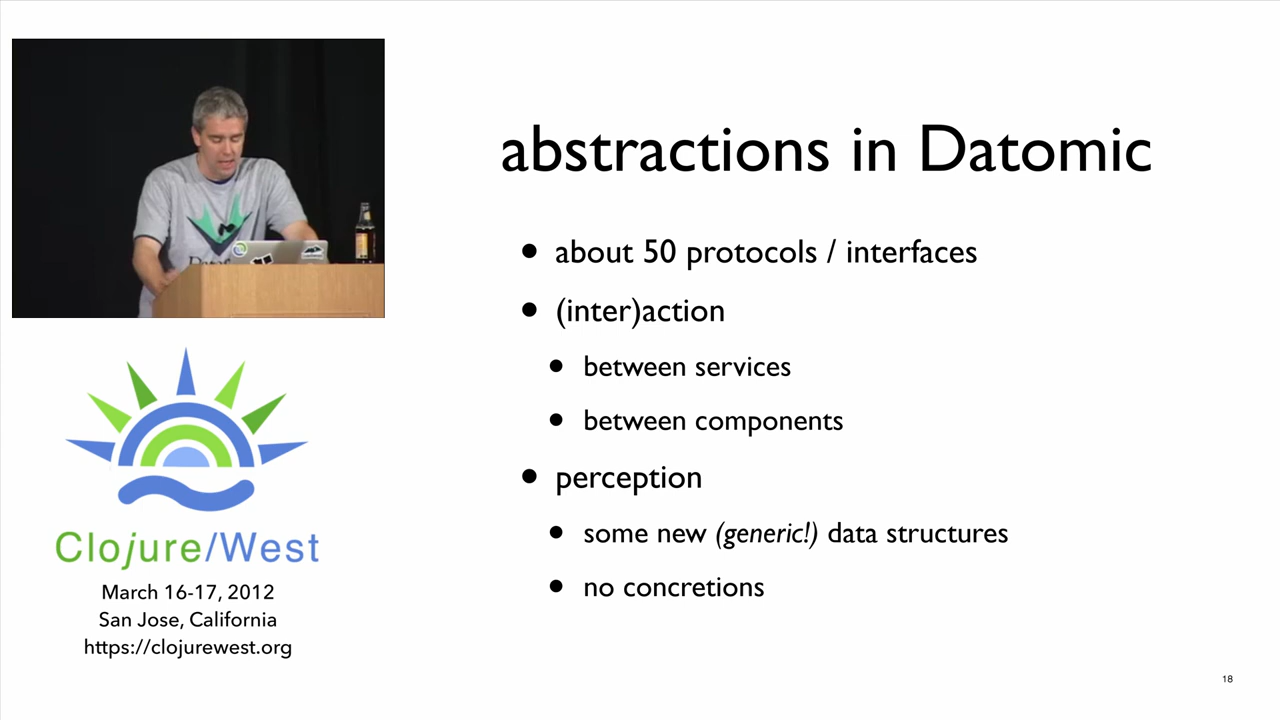 abstractions in Datomic
• about 50 protocols / interfaces
• (inter)action
• between services
• between components
• perception
• some new (generic!) data structures
• no concretions
Clojure/West
March 16-17, 2012
San Jose, California
https://clojurewest.org
18